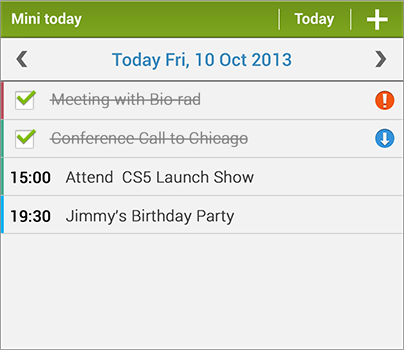 Mini today
Today
Today Fri, 10 Oct 2013
Meeting with Bio-rad
Conference Call to Chicago
15:00 Attend CS5 Launch Show
19:30 Jimmy's Birthday Party